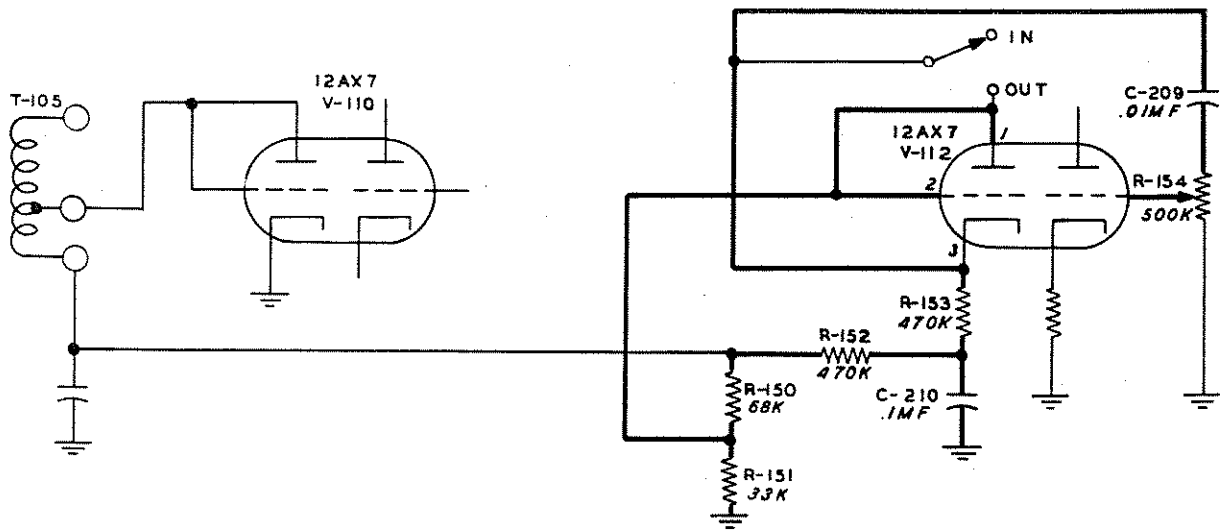 T-105
12AX7
V-110
IN
OUT
12AX7
V-112
1
2
3
C-209
.01MF
R-154
500K
R-153
470K
R-152
470K
R-150
68K
C-210
.1MF
R-151
33K